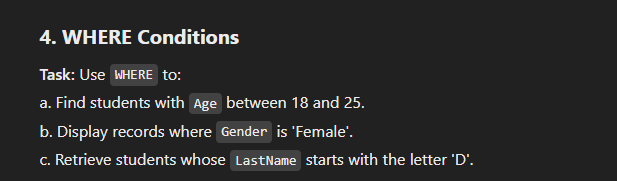 4. WHERE Conditions
Task: Use WHERE to:
a. Find students with Age between 18 and 25.
b. Display records where Gender is 'Female'.
c. Retrieve students whose LastName starts with the letter 'D'.